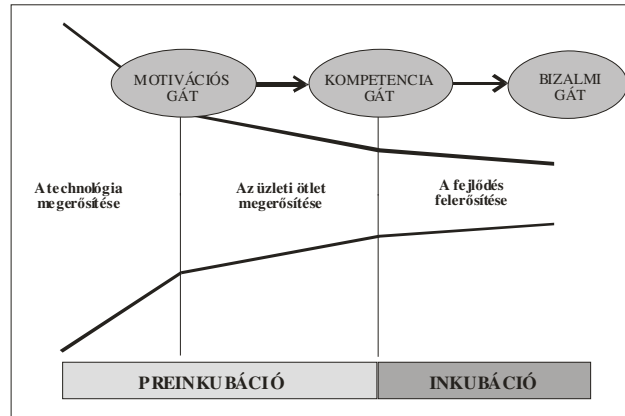 MOTIVÁCIÓS
GÁT
KOMPETENCIA
GÁT
BIZALMI
GÁT
A technológia
megerősítése
Az üzleti ötlet
megerősítése
A fejlődés
felerősítése
PREINKUBÁCIÓ
INKUBÁCIÓ